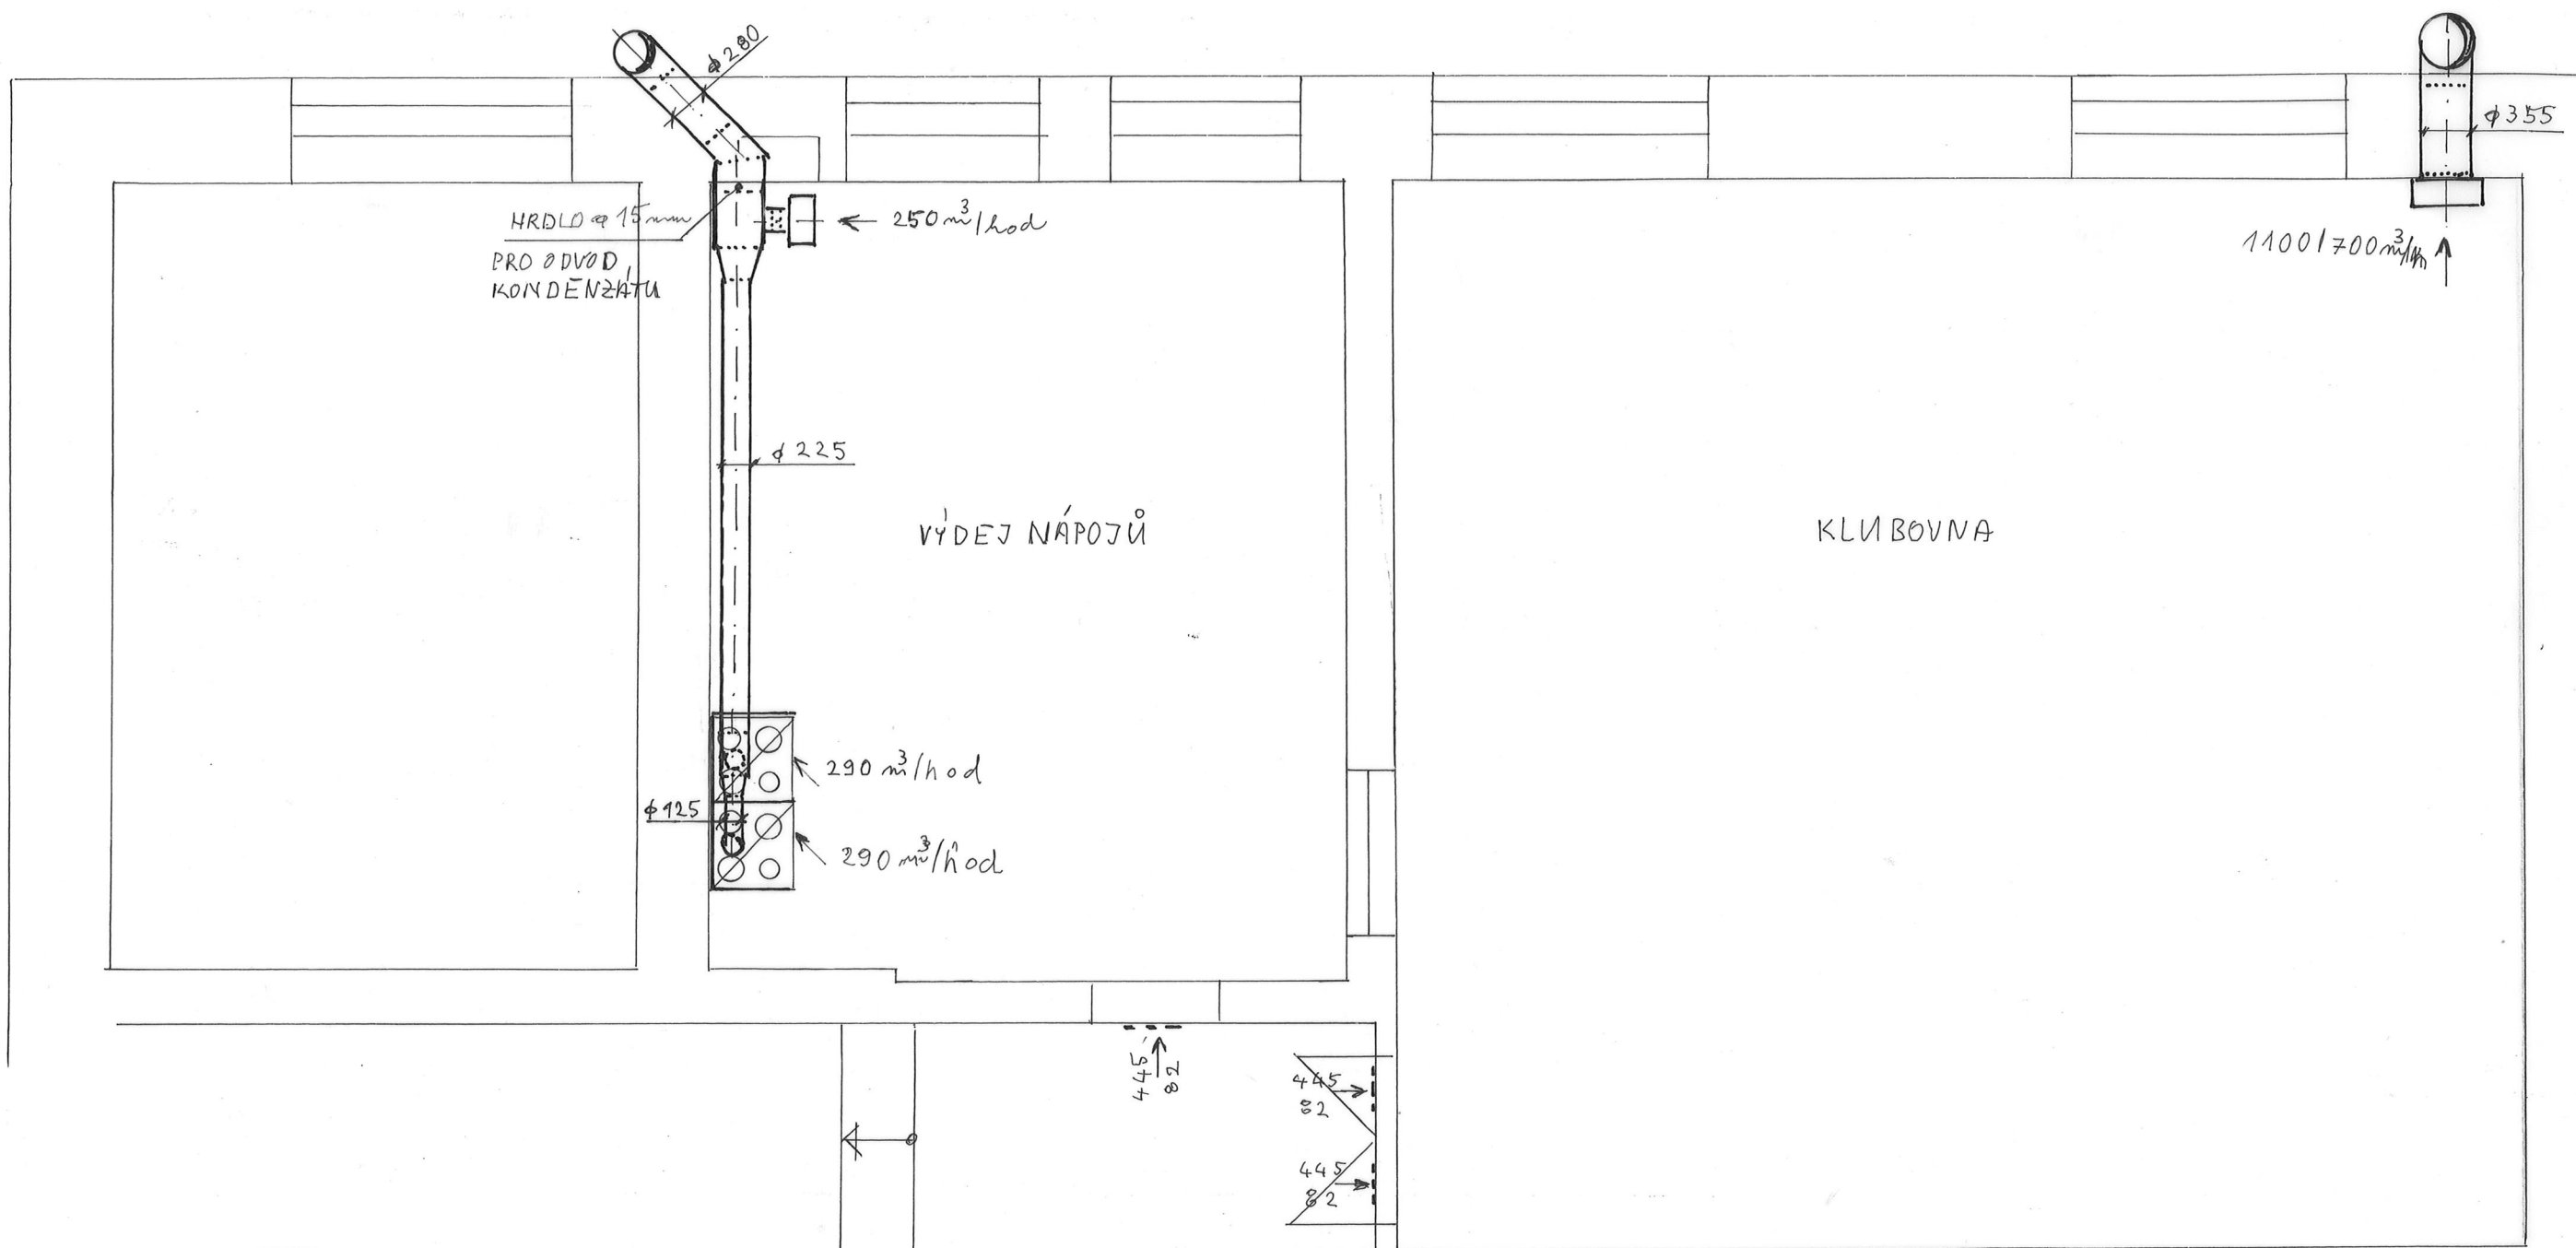 ϕ280
ϕ355
HRDLO ϕ 15mm
PRO ODVOD
KONDENZÁTU
250 m³/hod
1100/700 m³/h
ϕ225
VÝDEJ NÁPOJŮ
KLUBOVNA
290 m³/hod
ϕ125
290 m³/hod
445
82
445
82
445
82